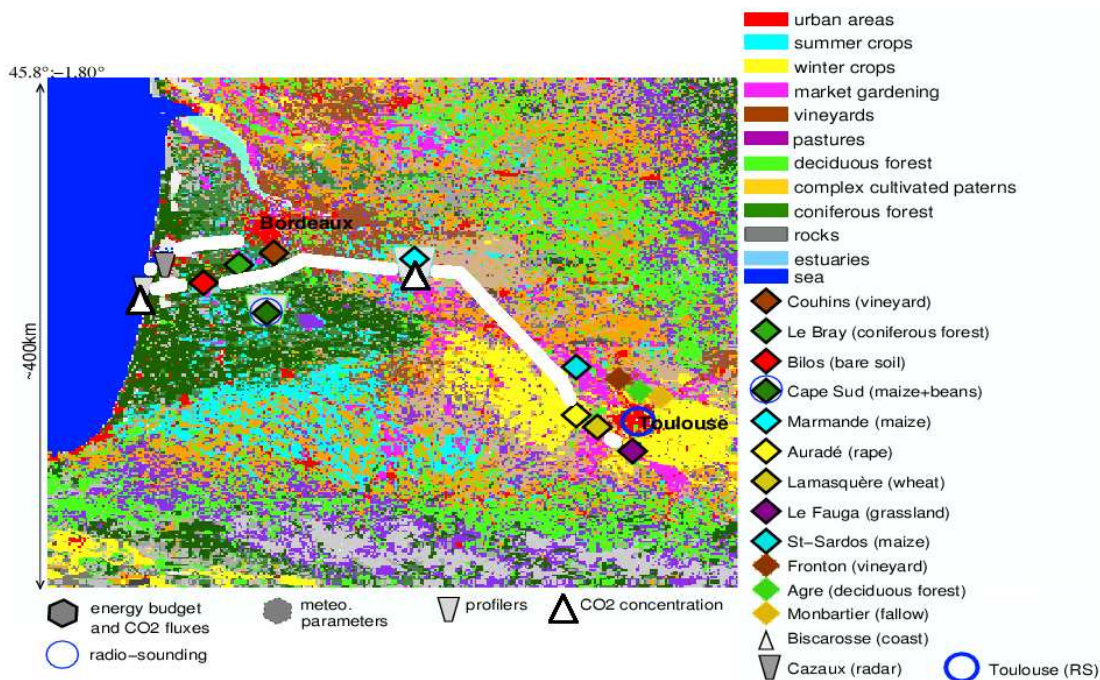 45.8°;−1.80°
~400km
Bordeaux
Toulouse
energy budget
and CO2 fluxes
meteo.
parameters
profilers
CO2 concentration
radio−sounding
urban areas
summer crops
winter crops
market gardening
vineyards
pastures
deciduous forest
complex cultivated paterns
coniferous forest
rocks
estuaries
sea
Couhins (vineyard)
Le Bray (coniferous forest)
Bilos (bare soil)
Cape Sud (maize+beans)
Marmande (maize)
Auradé (rape)
Lamasquère (wheat)
Le Fauga (grassland)
St−Sardos (maize)
Fronton (vineyard)
Agre (deciduous forest)
Monbartier (fallow)
Biscarosse (coast)
Cazaux (radar)
Toulouse (RS)